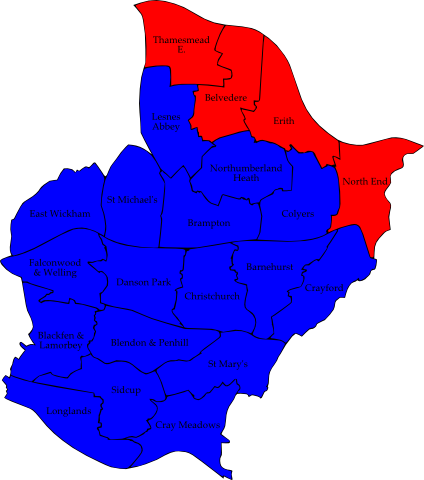 Thamesmead
E.
Belvedere
Erith
Lesnes
Abbey
Northumberland
Heath
North End
St Michael's
East Wickham
Colyers
Brampton
Falconwood
& Welling
Danson Park
Barnehurst
Christchurch
Crayford
Blackfen &
Lamorbey
Blendon & Penhill
St Mary's
Sidcup
Longlands
Cray Meadows